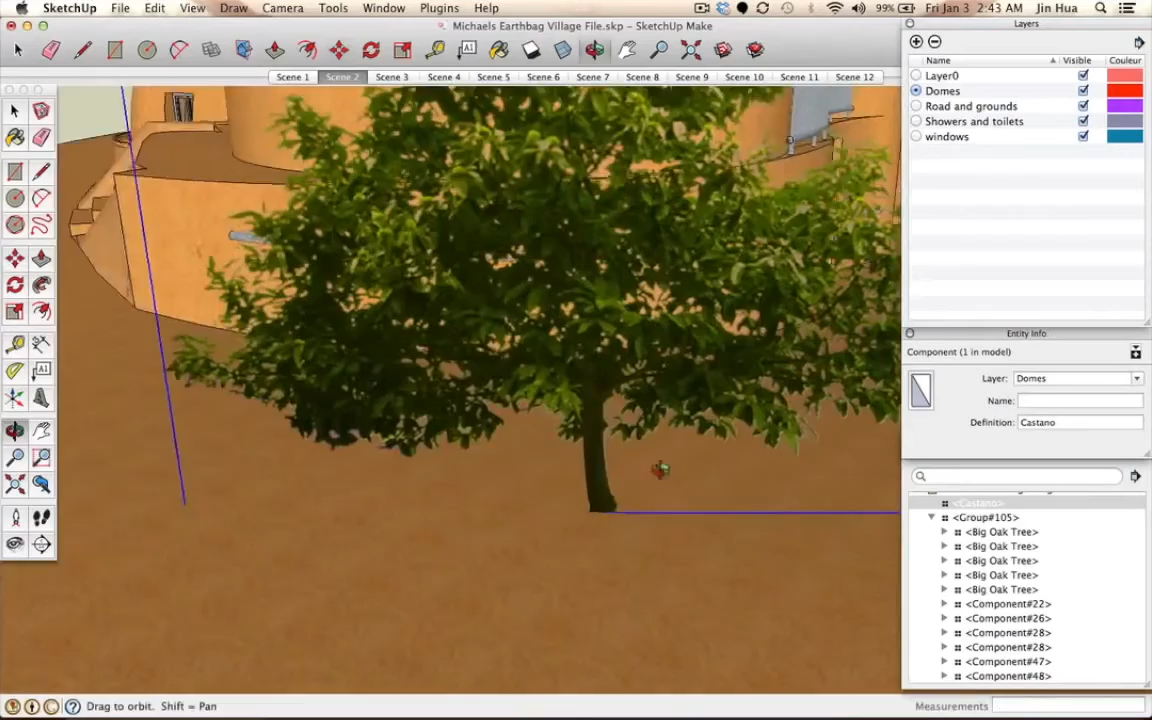 SketchUp File Edit View Draw Camera Tools Window Plugins Help 99% Fri Jan 3 2:43 AM Jin Hua
Michaels Earthbag Village File.skp – SketchUp Make
Scene 1 Scene 2 Scene 3 Scene 4 Scene 5 Scene 6 Scene 7 Scene 8 Scene 9 Scene 10 Scene 11 Scene 12
Layers
Name Visible Couleur
Layer0
Domes
Road and grounds
Showers and toilets
windows
Entity Info
Component (1 in model)
Layer: Domes
Name:
Definition: Castano
<Castano>
<Group#105>
<Big Oak Tree>
<Big Oak Tree>
<Big Oak Tree>
<Big Oak Tree>
<Big Oak Tree>
<Component#22>
<Component#26>
<Component#28>
<Component#28>
<Component#47>
<Component#48>
Drag to orbit. Shift = Pan
Measurements